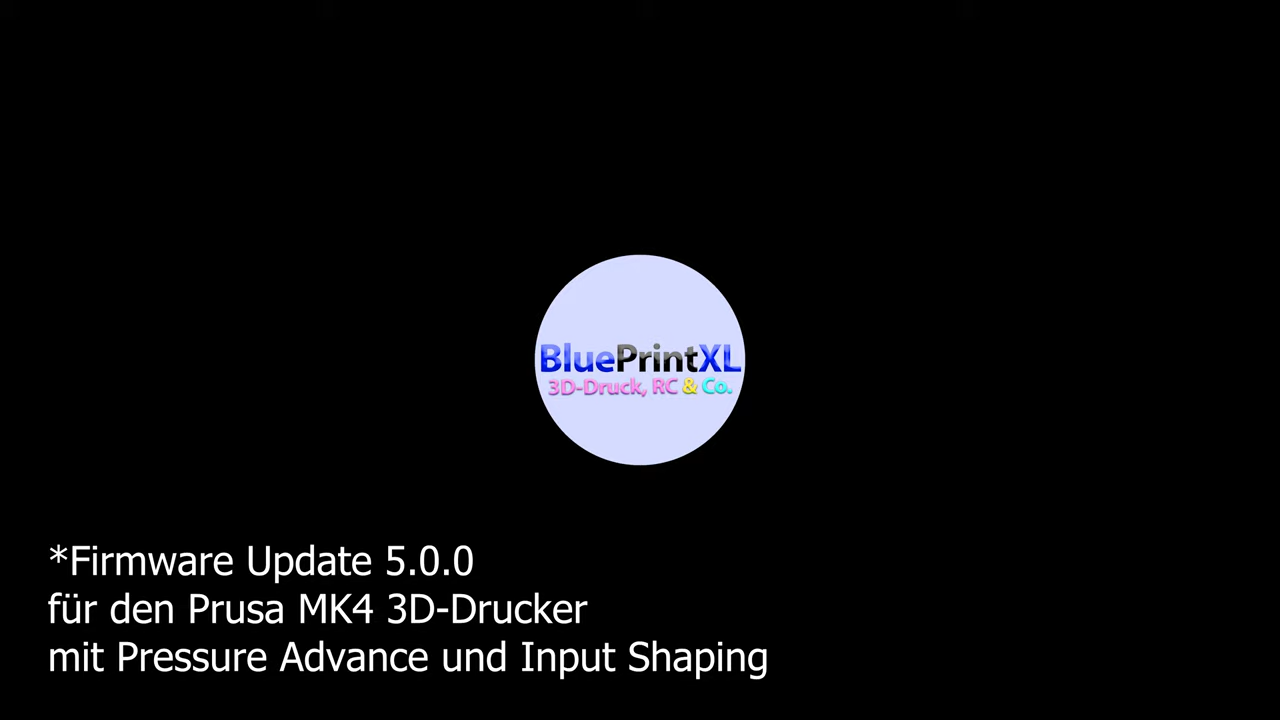 BluePrintXL
3D-Druck, RC & Co.
*Firmware Update 5.0.0
für den Prusa MK4 3D-Drucker
mit Pressure Advance und Input Shaping